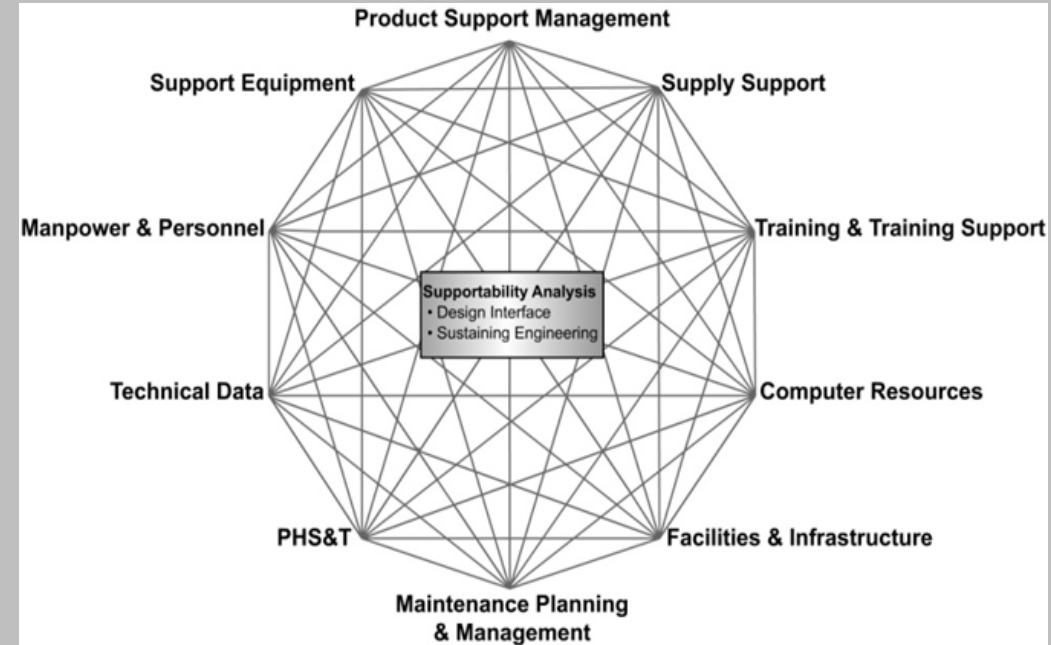 Product Support Management
Support Equipment
Supply Support
Manpower & Personnel
Training & Training Support
Supportability Analysis
• Design Interface
• Sustaining Engineering
Technical Data
Computer Resources
PHS&T
Facilities & Infrastructure
Maintenance Planning
& Management